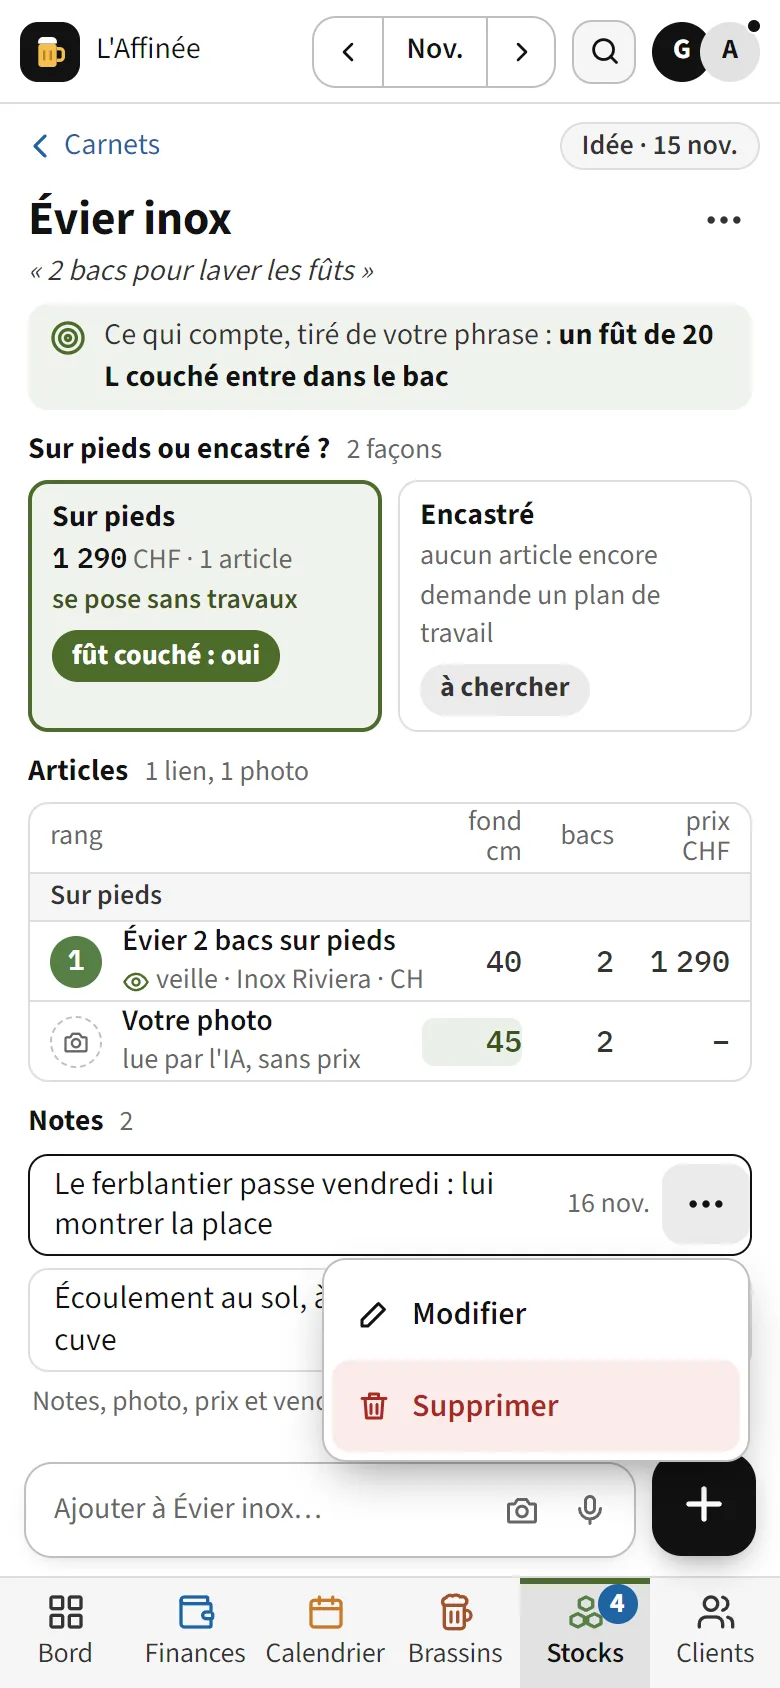 L'Affinée
Nov.
G
A
Carnets
Idée · 15 nov.
Évier inox
« 2 bacs pour laver les fûts »
Ce qui compte, tiré de votre phrase : un fût de 20
L couché entre dans le bac
Sur pieds ou encastré ? 2 façons
Sur pieds
1 290 CHF · 1 article
se pose sans travaux
fût couché : oui
Encastré
aucun article encore
demande un plan de
travail
à chercher
Articles 1 lien, 1 photo
rang
fond
cm
bacs
prix
CHF
Sur pieds
1
Évier 2 bacs sur pieds
veille · Inox Riviera · CH
40
2
1 290
Votre photo
lue par l'IA, sans prix
45
2
–
Notes 2
Le ferblantier passe vendredi : lui
montrer la place
16 nov.
Écoulement au sol,
cuve
Modifier
Supprimer
Notes, photo, prix et
Ajouter à Évier inox…
Bord
Finances
Calendrier
Brassins
4
Stocks
Clients